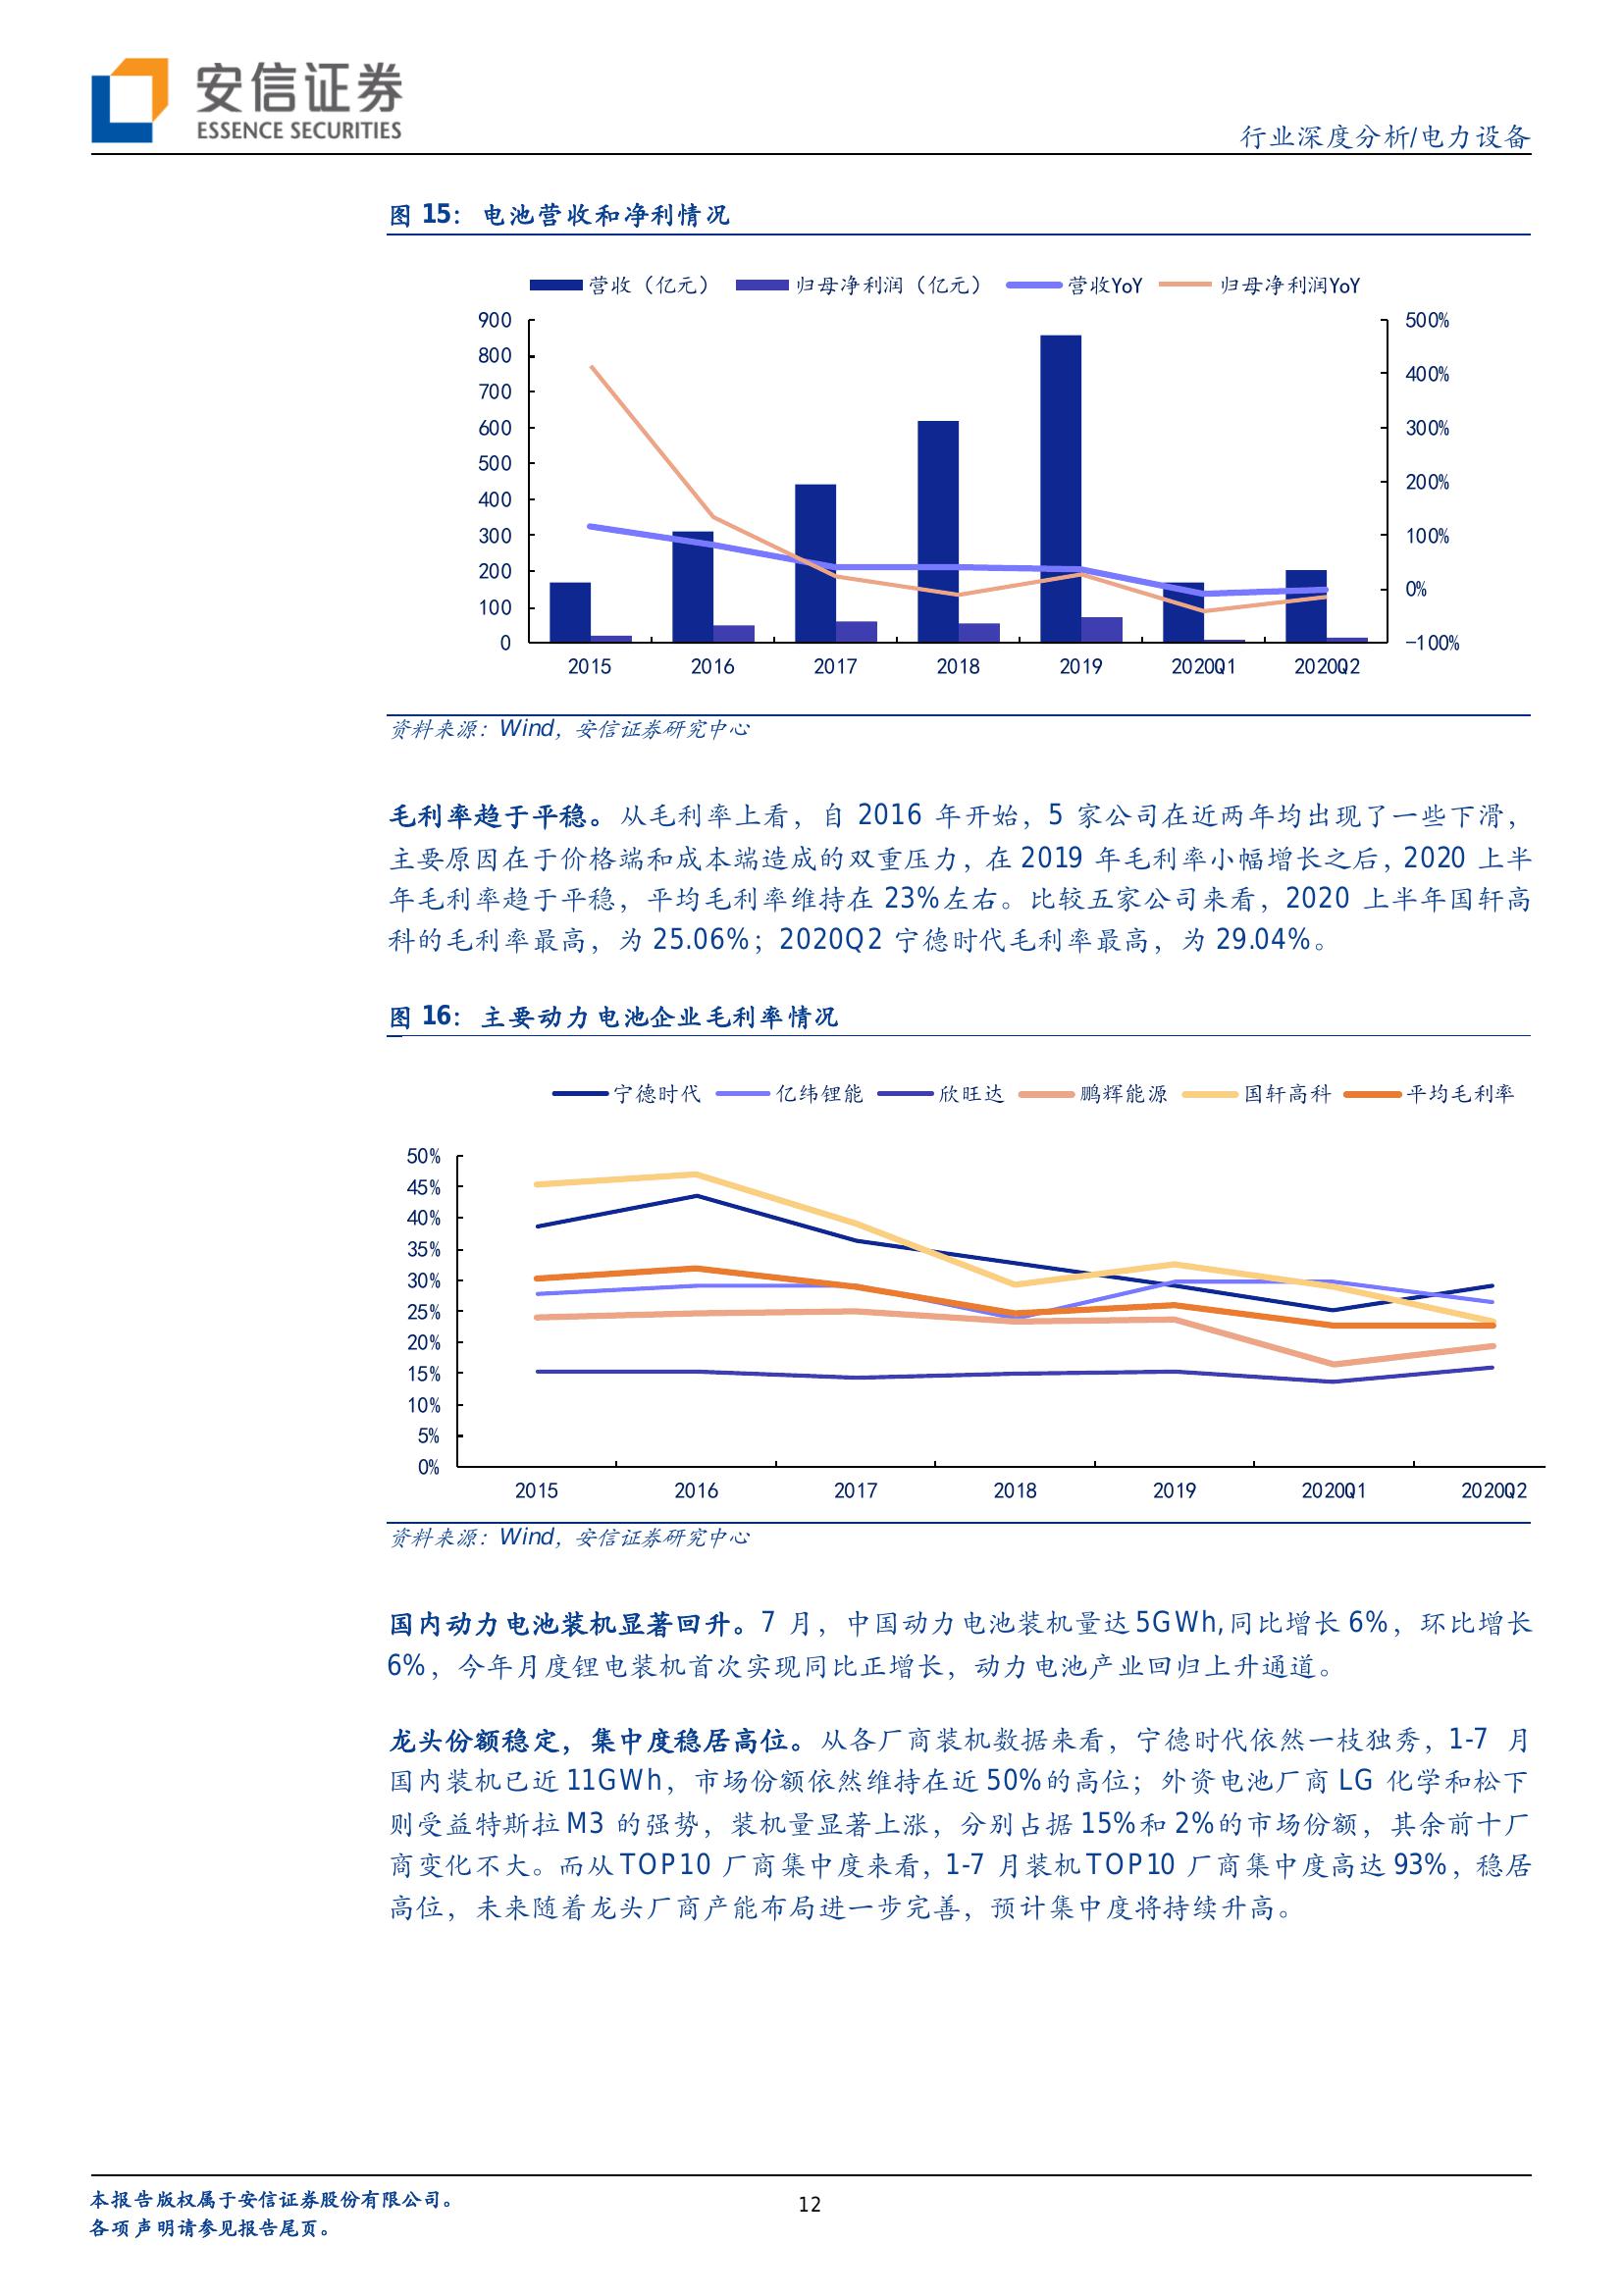 安信证券
ESSENCE SECURITIES
行业深度分析/电力设备
图 15：电池营收和净利情况
营收（亿元） 归母净利润（亿元） 营收YoY 归母净利润YoY
900 500%
800
700 400%
600 300%
500
400 200%
300 100%
200 0%
100
0 -100%
2015 2016 2017 2018 2019 2020Q1 2020Q2
资料来源：Wind，安信证券研究中心
毛利率趋于平稳。从毛利率上看，自 2016 年开始，5 家公司在近两年均出现了一些下滑，
主要原因在于价格端和成本端造成的双重压力，在 2019 年毛利率小幅增长之后，2020 上半
年毛利率趋于平稳，平均毛利率维持在 23%左右。比较五家公司来看，2020 上半年国轩高
科的毛利率最高，为 25.06%；2020Q2 宁德时代毛利率最高，为 29.04%。
图 16：主要动力电池企业毛利率情况
宁德时代 亿纬锂能 欣旺达 鹏辉能源 国轩高科 平均毛利率
50%
45%
40%
35%
30%
25%
20%
15%
10%
5%
0%
2015 2016 2017 2018 2019 2020Q1 2020Q2
资料来源：Wind，安信证券研究中心
国内动力电池装机显著回升。7 月，中国动力电池装机量达 5GWh,同比增长 6%，环比增长
6%，今年月度锂电装机首次实现同比正增长，动力电池产业回归上升通道。
龙头份额稳定，集中度稳居高位。从各厂商装机数据来看，宁德时代依然一枝独秀，1-7 月
国内装机已近 11GWh，市场份额依然维持在近 50%的高位；外资电池厂商 LG 化学和松下
则受益特斯拉 M3 的强势，装机量显著上涨，分别占据 15%和 2%的市场份额，其余前十厂
商变化不大。而从 TOP10 厂商集中度来看，1-7 月装机 TOP10 厂商集中度高达 93%，稳居
高位，未来随着龙头厂商产能布局进一步完善，预计集中度将持续升高。
本报告版权属于安信证券股份有限公司。
12
各项声明请参见报告尾页。